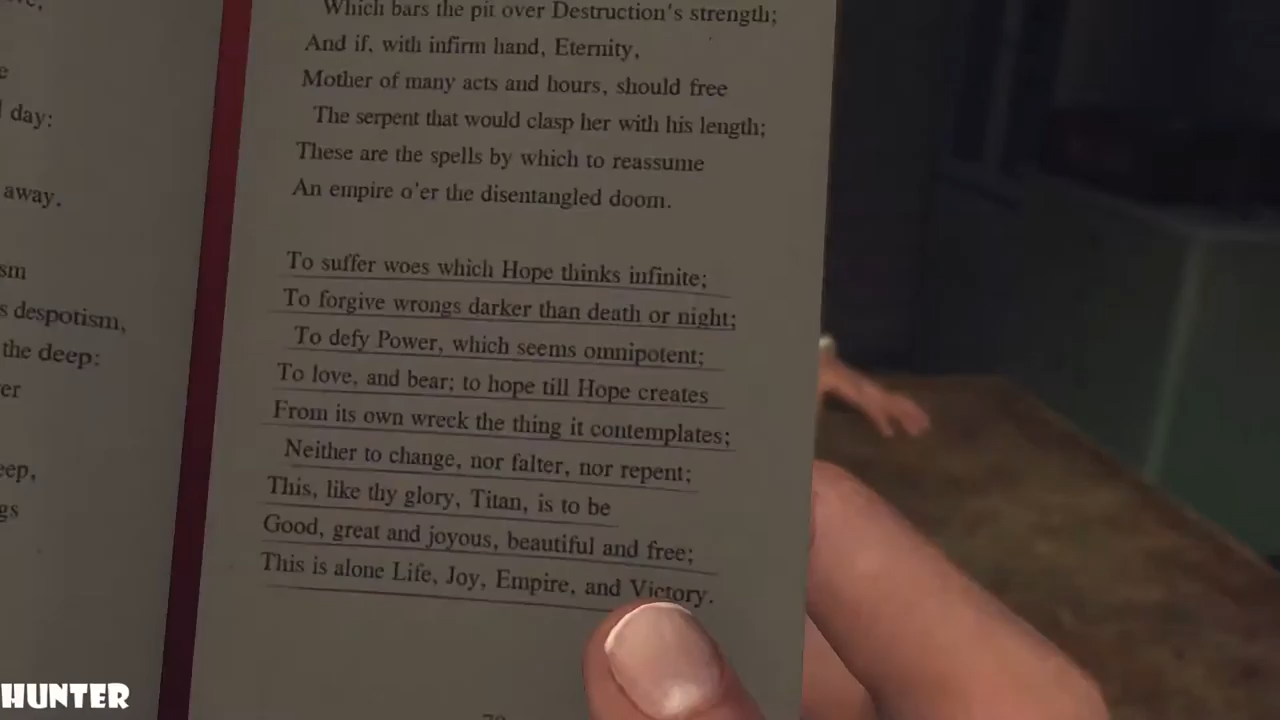 day:
away,
despotism,
the deep:
Which bars the pit over Destruction's strength;
And if, with infirm hand, Eternity,
Mother of many acts and hours, should free
The serpent that would clasp her with his length;
These are the spells by which to reassume
An empire o'er the disentangled doom.
To suffer woes which Hope thinks infinite;
To forgive wrongs darker than death or night;
To defy Power, which seems omnipotent;
To love, and bear; to hope till Hope creates
From its own wreck the thing it contemplates;
Neither to change, nor falter, nor repent;
This, like thy glory, Titan, is to be
Good, great and joyous, beautiful and free;
This is alone Life, Joy, Empire, and Victory.
HUNTER